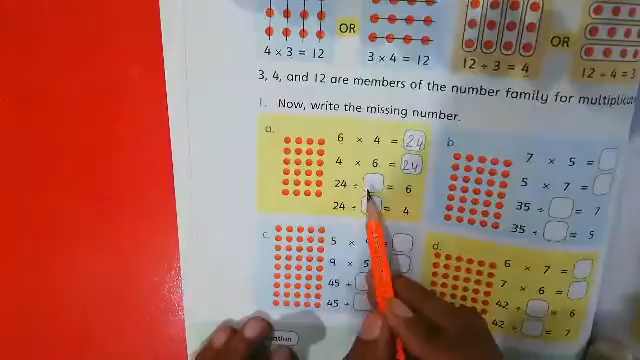 4 × 3 = 12
OR
3 × 4 = 12
12 ÷ 3 = 4
OR
12 ÷ 4 = 3
3, 4, and 12 are members of the number family for
1. Now, write the missing number.
a.
6 × 4 = 24
4 × 6 = 24
24 ÷ = 6
24 ÷ = 4
b
7 × 5 =
5 × 7 =
35 ÷ = 7
35 ÷ = 5
c.
5 ×
9 × 5
45 ÷
45 ÷
d.
6 × 7 =
7 × 6 =
42 ÷ = 6
42 ÷ = 7